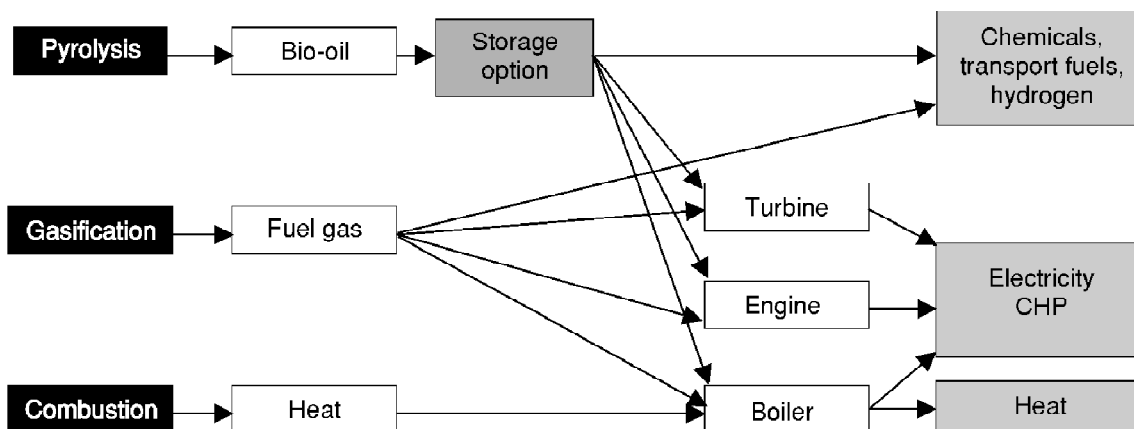 Pyrolysis
Bio-oil
Storage
option
Chemicals,
transport fuels,
hydrogen
Gasification
Fuel gas
Turbine
Engine
Electricity
CHP
Combustion
Heat
Boiler
Heat